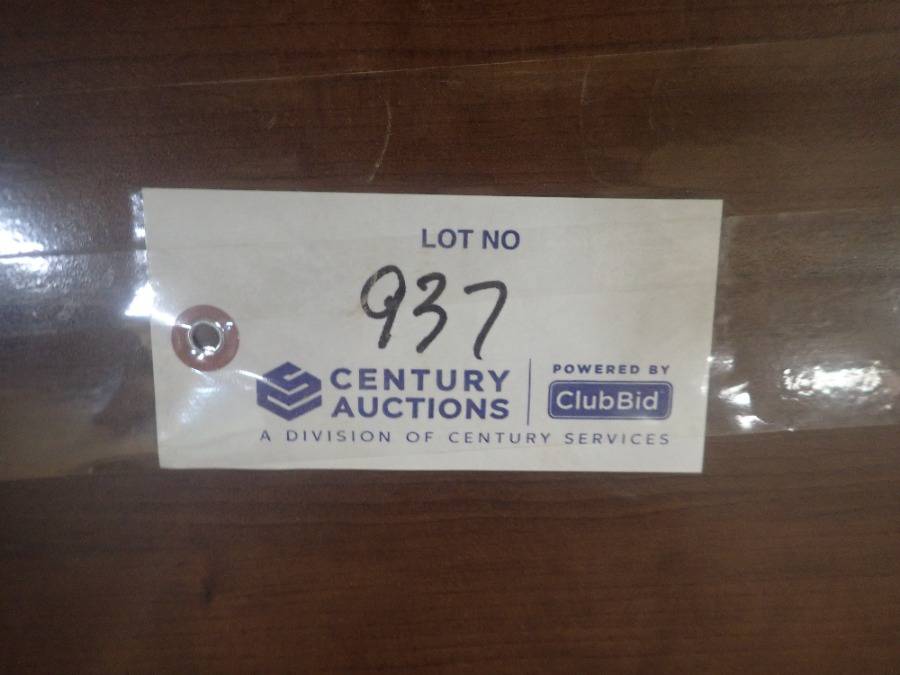 LOT NO
937
CENTURY AUCTIONS
POWERED BY
ClubBid
A DIVISION OF CENTURY SERVICES